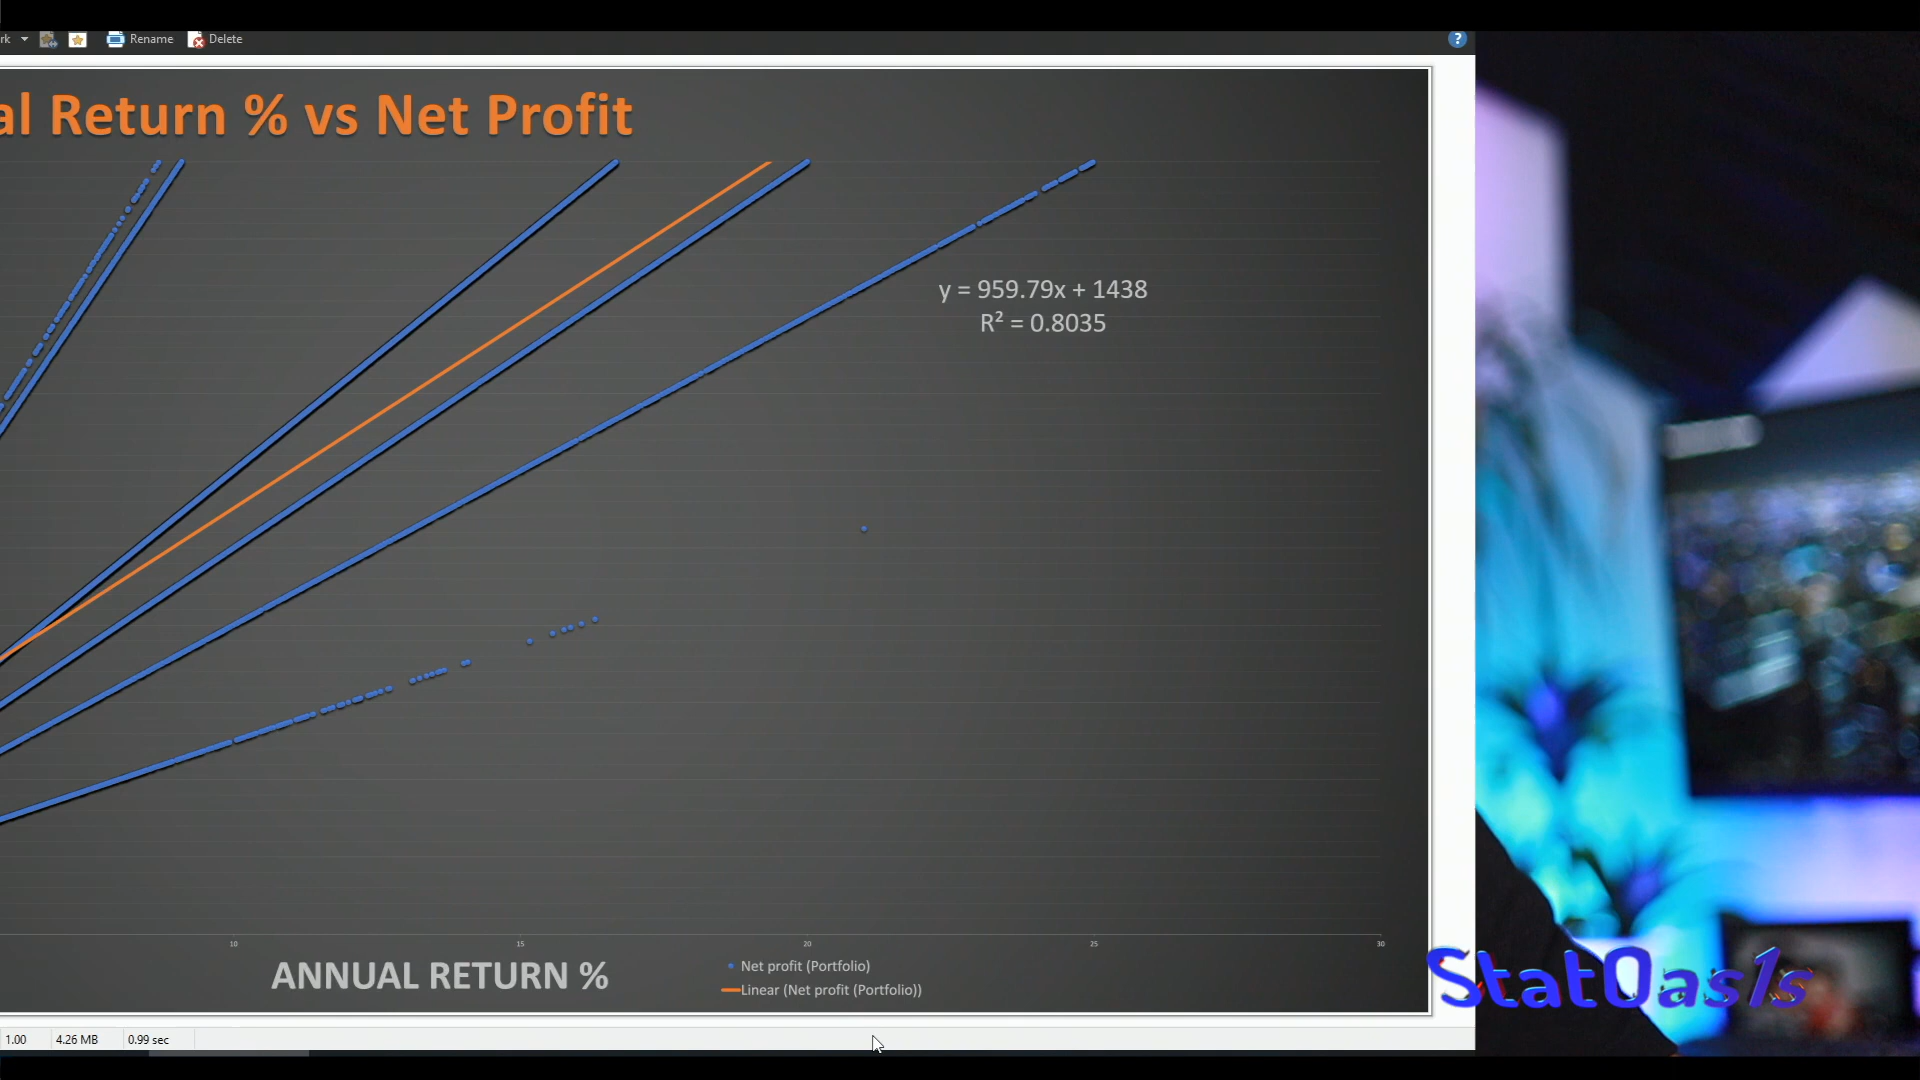 rk Rename Delete ?
al Return % vs Net Profit
y = 959.79x + 1438
R² = 0.8035
10 15 20 25 30
ANNUAL RETURN %
Net profit (Portfolio)
Linear (Net profit (Portfolio))
StatOas1s
1.00 4.26 MB 0.99 sec